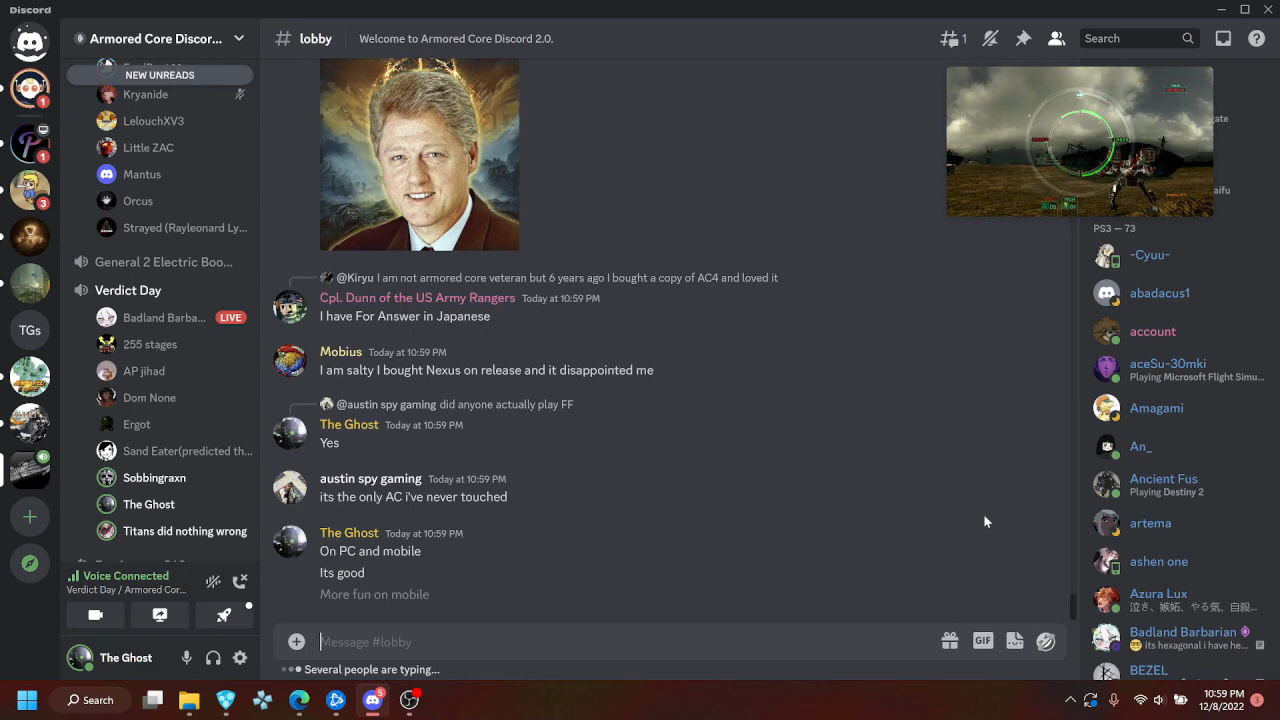 Discord
Armored Core Discor...
lobby
Welcome to Armored Core Discord 2.0.
1
Search
NEW UNREADS
Kryanide
LelouchXV3
Little ZAC
Mantus
Orcus
Strayed (Rayleonard Ly...
General 2 Electric Boo...
Verdict Day
Badland Barba...
LIVE
255 stages
AP jihad
Dom None
Ergot
Sand Eater(predicted th...
Sobbingraxn
The Ghost
Titans did nothing wrong
Voice Connected
Verdict Day / Armored Cor...
The Ghost
1
1
3
TGs
@Kiryu I am not armored core veteran but 6 years ago I bought a copy of AC4 and loved it
Cpl. Dunn of the US Army Rangers Today at 10:59 PM
I have For Answer in Japanese
Mobius Today at 10:59 PM
I am salty I bought Nexus on release and it disappointed me
@austin spy gaming did anyone actually play FF
The Ghost Today at 10:59 PM
Yes
austin spy gaming Today at 10:59 PM
its the only AC i've never touched
The Ghost Today at 10:59 PM
On PC and mobile
Its good
More fun on mobile
Message #lobby
GIF
Several people are typing...
gate
aifu
PS3 — 73
-Cyuu-
abadacus1
account
aceSu-30mki
Playing Microsoft Flight Simu...
Amagami
An_
Ancient Fus
Playing Destiny 2
artema
ashen one
Azura Lux
泣き、嫉妬、やる気、自殺...
Badland Barbarian
its hexagonal i have he...
BEZEL
Search
5
10:59 PM
12/8/2022
3